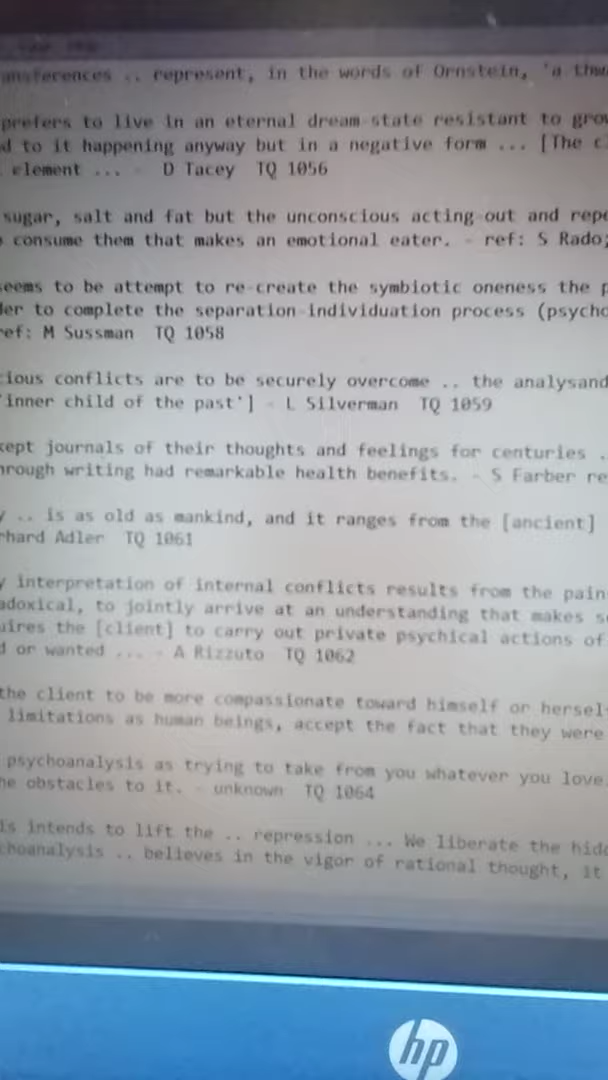 ansferences .. represent, in the words of Ornstein, 'a thw
prefers to live in an eternal dream-state resistant to grow
d to it happening anyway but in a negative form ... [The c
element ... - D Tacey TQ 1056
sugar, salt and fat but the unconscious acting-out and repe
consume them that makes an emotional eater. - ref: S Rado;
eems to be attempt to re-create the symbiotic oneness the p
der to complete the separation-individuation process (psycho
ref: M Sussman TQ 1058
cious conflicts are to be securely overcome .. the analysand
'inner child of the past'] - L Silverman TQ 1059
kept journals of their thoughts and feelings for centuries .
hrough writing had remarkable health benefits. - S Farber re
y .. is as old as mankind, and it ranges from the [ancient]
rhard Adler TQ 1061
y interpretation of internal conflicts results from the pain
adoxical, to jointly arrive at an understanding that makes s
uires the [client] to carry out private psychical actions of
d or wanted ... - A Rizzuto TQ 1062
the client to be more compassionate toward himself or hersel
limitations as human beings, accept the fact that they were
psychoanalysis as trying to take from you whatever you love.
he obstacles to it. - unknown TQ 1064
is intends to lift the .. repression ... We liberate the hidd
choanalysis .. believes in the vigor of rational thought, it
hp